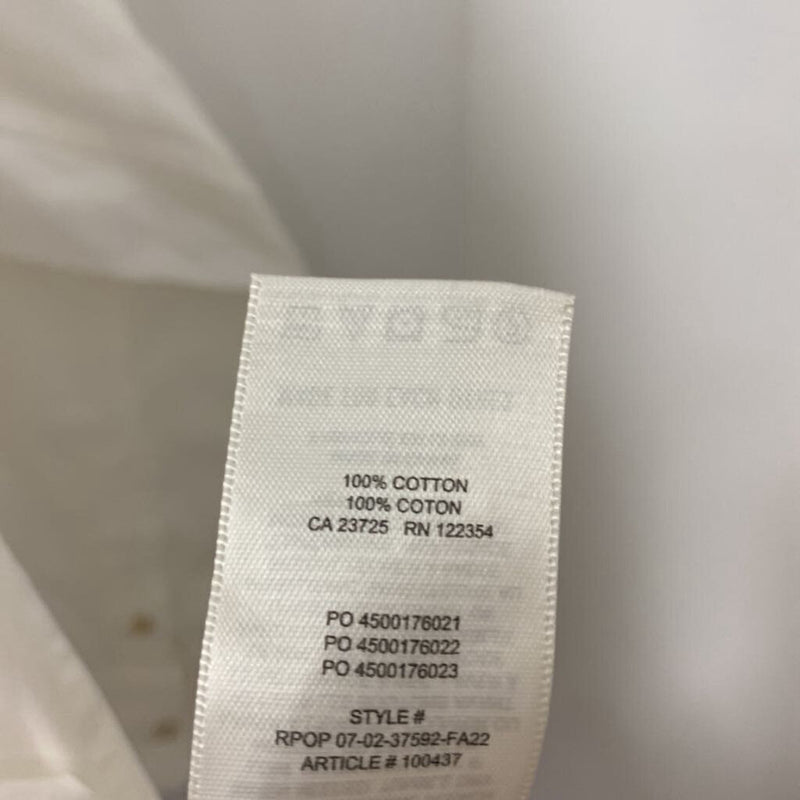 100% COTTON
100% COTON
CA 23725 RN 122354
PO 4500176021
PO 4500176022
PO 4500176023
STYLE #
RPOP 07-02-37592-FA22
ARTICLE # 100437